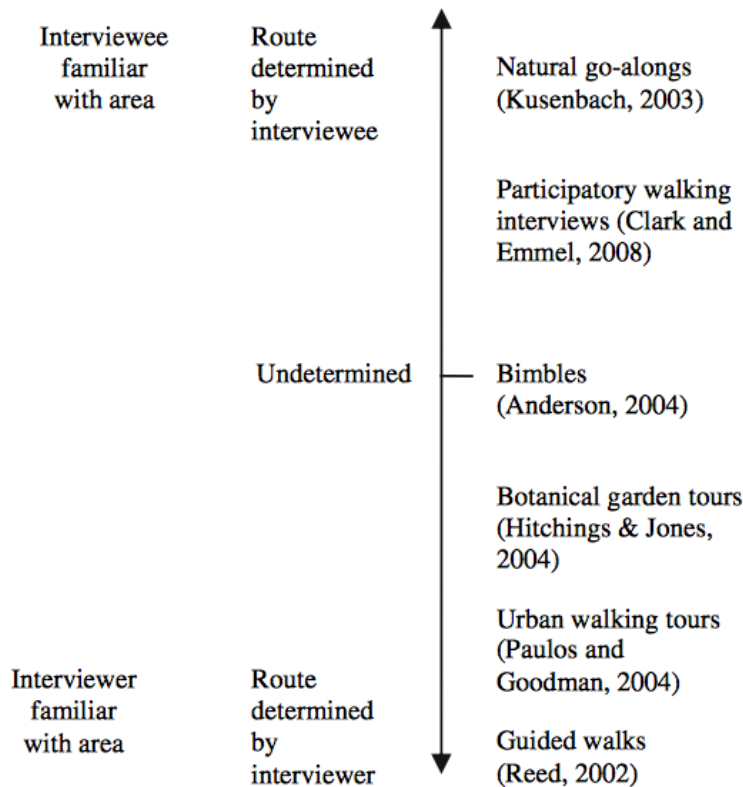 Interviewee
familiar
with area
Route
determined
by
interviewee
Natural go-alongs
(Kusenbach, 2003)
Participatory walking
interviews (Clark and
Emmel, 2008)
Undetermined
Bimbles
(Anderson, 2004)
Botanical garden tours
(Hitchings & Jones,
2004)
Urban walking tours
(Paulos and
Goodman, 2004)
Interviewer
familiar
with area
Route
determined
by
interviewer
Guided walks
(Reed, 2002)